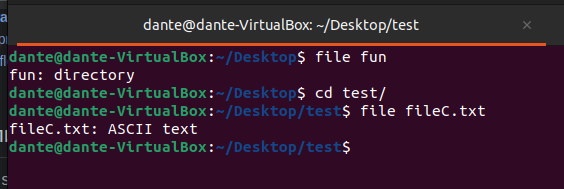 dante@dante-VirtualBox: ~/Desktop/test
dante@dante-VirtualBox:~/Desktop$ file fun
fun: directory
dante@dante-VirtualBox:~/Desktop$ cd test/
dante@dante-VirtualBox:~/Desktop/test$ file fileC.txt
fileC.txt: ASCII text
dante@dante-VirtualBox:~/Desktop/test$